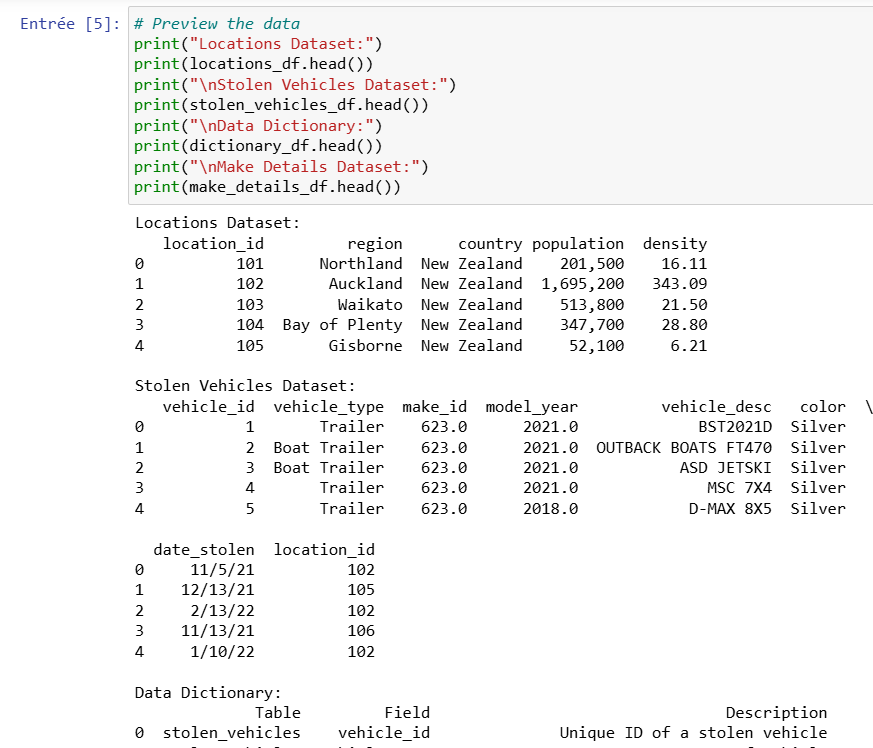 Entrée [5]: # Preview the data
print("Locations Dataset:")
print(locations_df.head())
print("\nStolen Vehicles Dataset:")
print(stolen_vehicles_df.head())
print("\nData Dictionary:")
print(dictionary_df.head())
print("\nMake Details Dataset:")
print(make_details_df.head())
Locations Dataset:
   location_id         region      country population  density
0          101      Northland  New Zealand    201,500    16.11
1          102       Auckland  New Zealand  1,695,200   343.09
2          103        Waikato  New Zealand    513,800    21.50
3          104  Bay of Plenty  New Zealand    347,700    28.80
4          105       Gisborne  New Zealand     52,100     6.21
Stolen Vehicles Dataset:
   vehicle_id  vehicle_type  make_id  model_year         vehicle_desc   color  \
0           1       Trailer    623.0      2021.0             BST2021D  Silver
1           2  Boat Trailer    623.0      2021.0  OUTBACK BOATS FT470  Silver
2           3  Boat Trailer    623.0      2021.0           ASD JETSKI  Silver
3           4       Trailer    623.0      2021.0              MSC 7X4  Silver
4           5       Trailer    623.0      2018.0            D-MAX 8X5  Silver
  date_stolen  location_id
0     11/5/21          102
1    12/13/21          105
2     2/13/22          102
3    11/13/21          106
4     1/10/22          102
Data Dictionary:
             Table         Field                                Description
0  stolen_vehicles    vehicle_id             Unique ID of a stolen vehicle